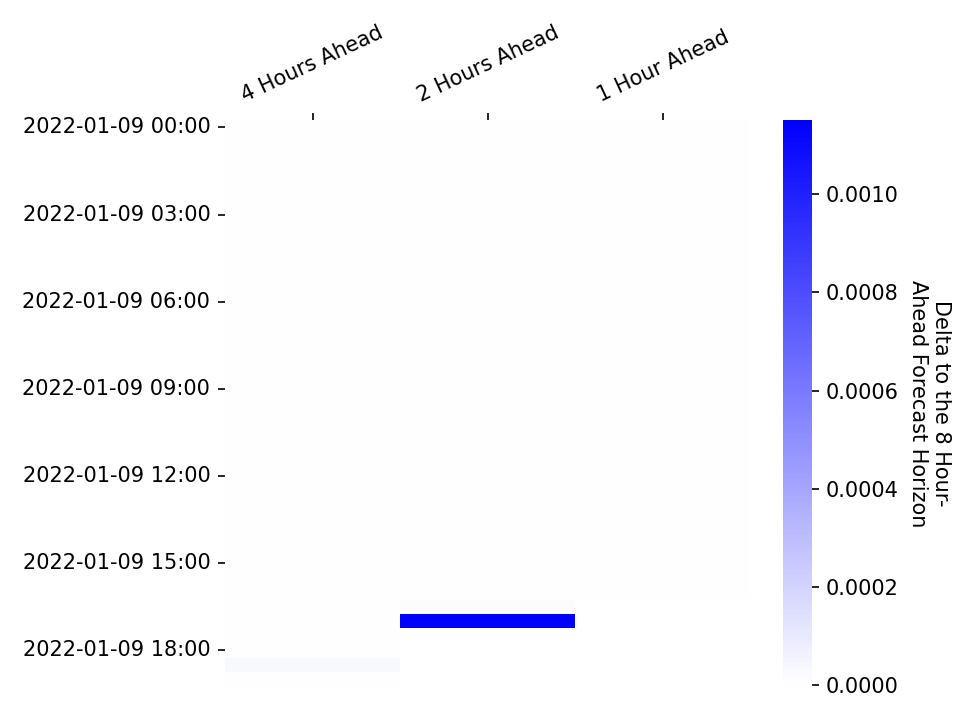 4 Hours Ahead
2 Hours Ahead
1 Hour Ahead
2022-01-09 00:00
2022-01-09 03:00
2022-01-09 06:00
2022-01-09 09:00
2022-01-09 12:00
2022-01-09 15:00
2022-01-09 18:00
0.0010
0.0008
0.0006
0.0004
0.0002
0.0000
Delta to the 8 Hour-
Ahead Forecast Horizon